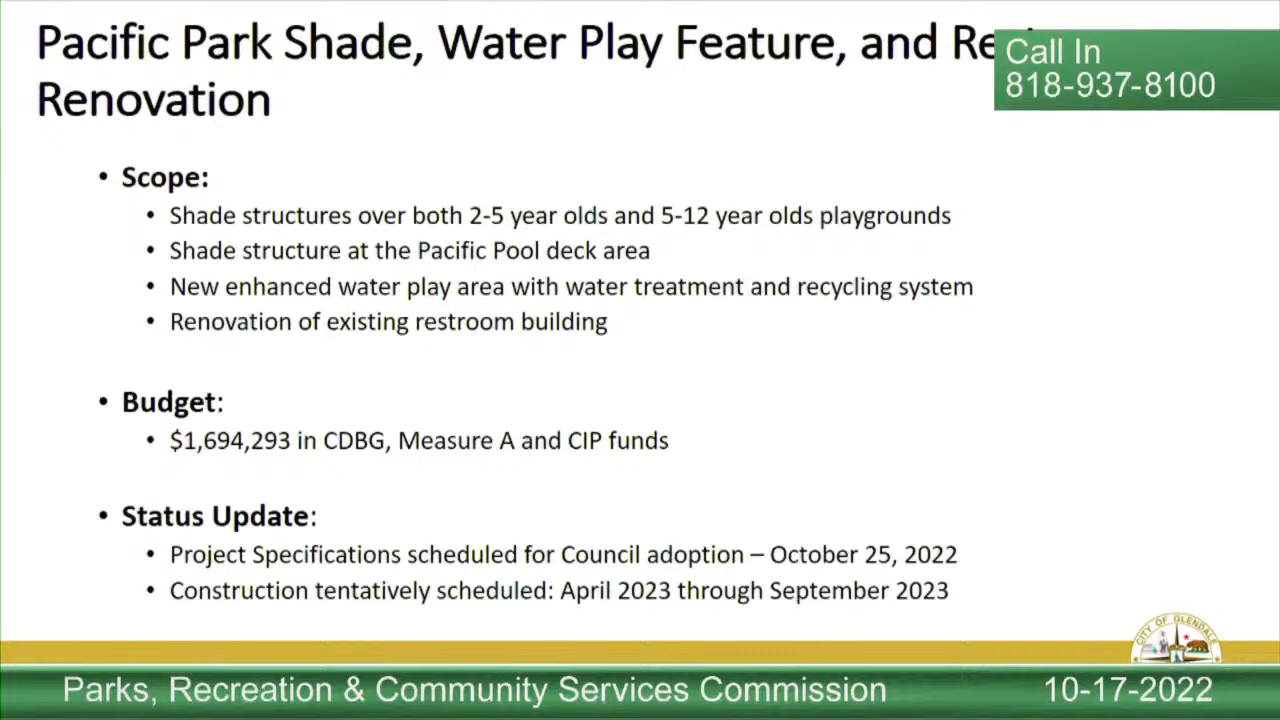 Pacific Park Shade, Water Play Feature, and
Renovation
Call In
818-937-8100
• Scope:
• Shade structures over both 2-5 year olds and 5-12 year olds playgrounds
• Shade structure at the Pacific Pool deck area
• New enhanced water play area with water treatment and recycling system
• Renovation of existing restroom building
• Budget:
• $1,694,293 in CDBG, Measure A and CIP funds
• Status Update:
• Project Specifications scheduled for Council adoption – October 25, 2022
• Construction tentatively scheduled: April 2023 through September 2023
CITY OF GLENDALE
Parks, Recreation & Community Services Commission 10-17-2022